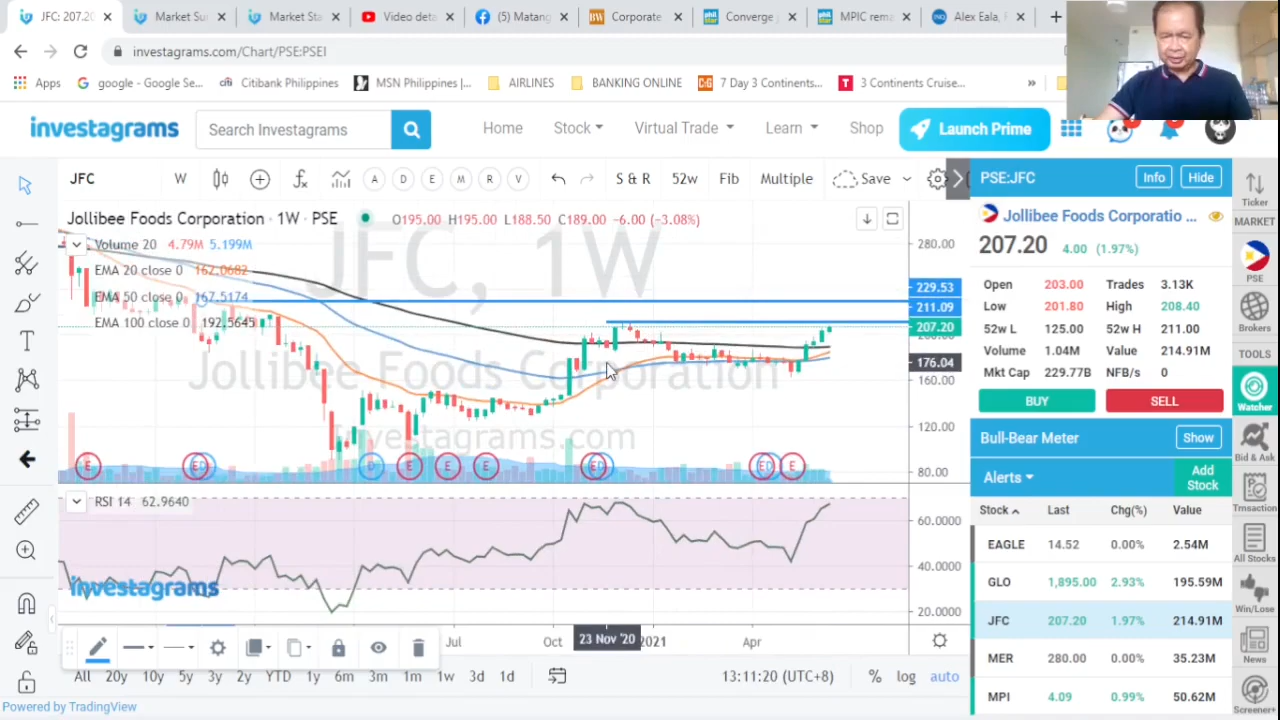 JFC: 207.20
Market Sur
Market Sta
Video deta
(5) Matang
Corporate
Converge
MPIC rema
Alex Eala,
investagrams.com/Chart/PSE:PSEI
Apps
google - Google Se...
Citibank Philippines
MSN Philippines |...
AIRLINES
BANKING ONLINE
7 Day 3 Continents...
3 Continents Cruise...
»
investagrams
Search Investagrams
Home
Stock
Virtual Trade
Learn
Shop
Launch Prime
JFC
W
A
D
E
M
R
V
S & R
52w
Fib
Multiple
Save
Jollibee Foods Corporation · 1W · PSE
O195.00 H195.00 L188.50 C189.00 -6.00 (-3.08%)
Volume 20 4.79M 5.199M
EMA 20 close 0 162.0682
EMA 50 close 0 167.5174
EMA 100 close 0 192.5645
JFC, 1W
Jollibee Foods Corporation
Investagrams.com
280.00
229.53
211.09
207.20
176.04
160.00
120.00
80.00
RSI 14 62.9640
60.0000
40.0000
20.0000
investagrams
Jul
Oct
23 Nov '20
2021
Apr
All 20y 10y 5y 3y 2y YTD 1y 6m 3m 1m 1w 3d 1d
13:11:20 (UTC+8)
% log auto
Powered by TradingView
PSE:JFC
Info
Hide
Jollibee Foods Corporatio ...
207.20 4.00 (1.97%)
Open 203.00 Trades 3.13K
Low 201.80 High 208.40
52w L 125.00 52w H 211.00
Volume 1.04M Value 214.91M
Mkt Cap 229.77B NFB/s 0
BUY
SELL
Bull-Bear Meter
Show
Alerts
Add Stock
Stock Last Chg(%) Value
EAGLE 14.52 0.00% 2.54M
GLO 1,895.00 2.93% 195.59M
JFC 207.20 1.97% 214.91M
MER 280.00 0.00% 35.23M
MPI 4.09 0.99% 50.62M
Ticker
MARKET
PSE
Brokers
TOOLS
Watcher
Bid & Ask
Trnsaction
All Stocks
Win/Lose
News
Screener+